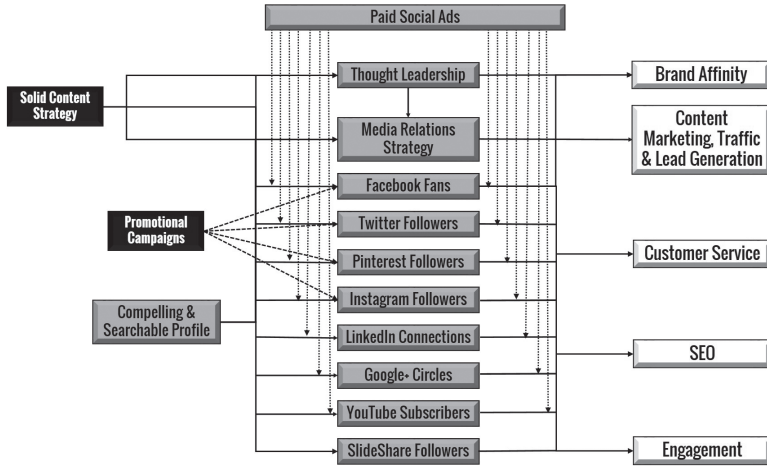 Paid Social Ads
Solid Content
Strategy
Thought Leadership
Brand Affinity
Media Relations
Strategy
Content
Marketing, Traffic
& Lead Generation
Facebook Fans
Promotional
Campaigns
Twitter Followers
Pinterest Followers
Customer Service
Instagram Followers
Compelling &
Searchable Profile
LinkedIn Connections
SEO
Google+ Circles
YouTube Subscribers
SlideShare Followers
Engagement